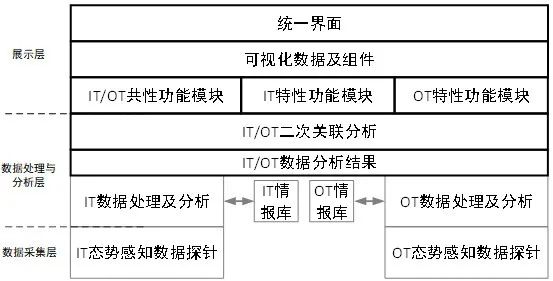 统一界面
展示层
可视化数据及组件
IT/OT共性功能模块
IT特性功能模块
OT特性功能模块
IT/OT二次关联分析
数据处理与
分析层
IT/OT数据分析结果
IT数据处理及分析
IT情
报库
OT情
报库
OT数据处理及分析
数据采集层
IT态势感知数据探针
OT态势感知数据探针